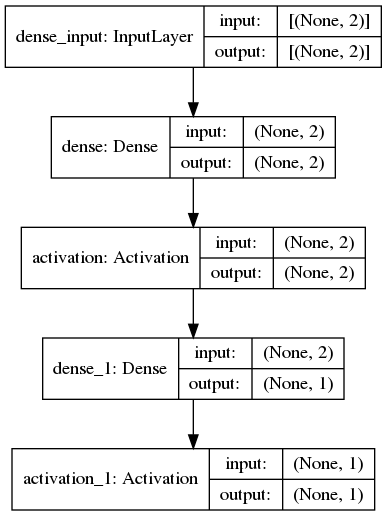 dense_input: InputLayer
input: [(None, 2)]
output: [(None, 2)]
dense: Dense
input: (None, 2)
output: (None, 2)
activation: Activation
input: (None, 2)
output: (None, 2)
dense_1: Dense
input: (None, 2)
output: (None, 1)
activation_1: Activation
input: (None, 1)
output: (None, 1)